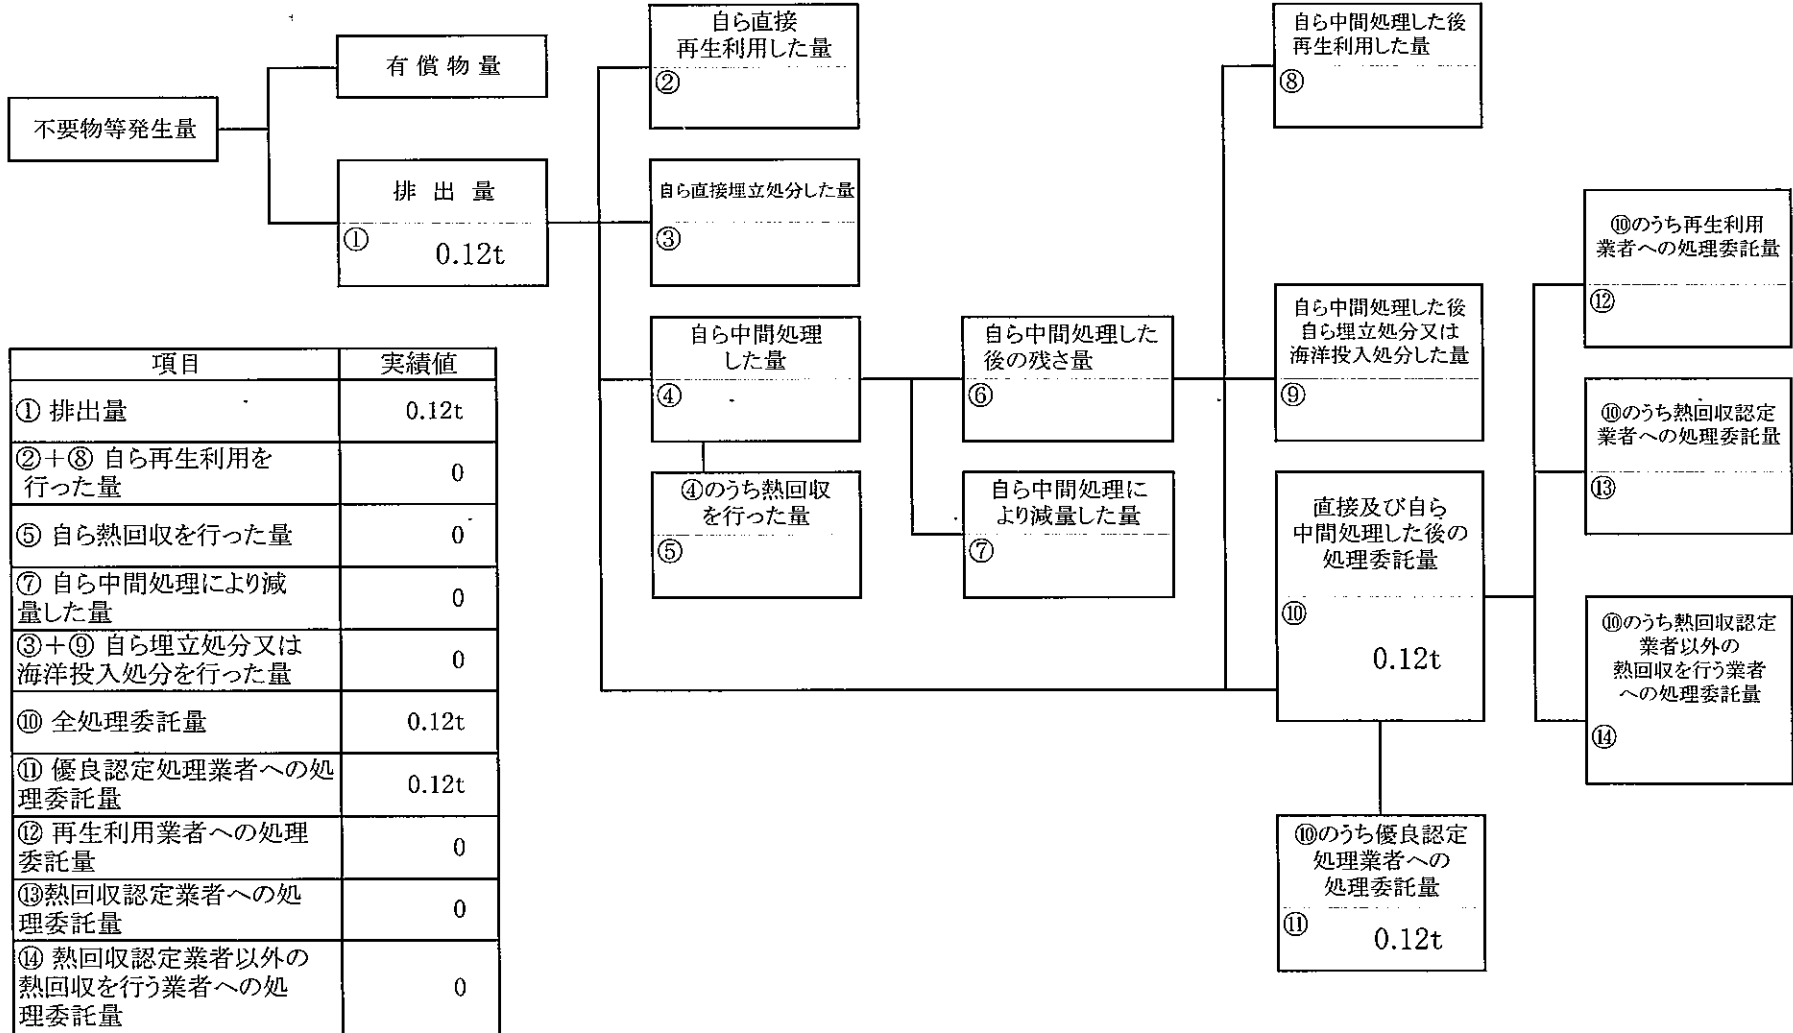 不要物等発生量
有償物量
排出量
①
0.12t
自ら直接
再生利用した量
②
自ら直接埋立処分した量
③
自ら中間処理
した量
④
④のうち熱回収
を行った量
⑤
自ら中間処理した
後の残さ量
⑥
自ら中間処理に
より減量した量
⑦
自ら中間処理した後
再生利用した量
⑧
自ら中間処理した後
自ら埋立処分又は
海洋投入処分した量
⑨
直接及び自ら
中間処理した後の
処理委託量
⑩
0.12t
⑩のうち優良認定
処理業者への
処理委託量
⑪
0.12t
⑩のうち再生利用
業者への処理委託量
⑫
⑩のうち熱回収認定
業者への処理委託量
⑬
⑩のうち熱回収認定
業者以外の
熱回収を行う業者
への処理委託量
⑭
項目 実績値
① 排出量 0.12t
②+⑧ 自ら再生利用を
行った量 0
⑤ 自ら熱回収を行った量 0
⑦ 自ら中間処理により減
量した量 0
③+⑨ 自ら埋立処分又は
海洋投入処分を行った量 0
⑩ 全処理委託量 0.12t
⑪ 優良認定処理業者への処
理委託量 0.12t
⑫ 再生利用業者への処理
委託量 0
⑬熱回収認定業者への処
理委託量 0
⑭ 熱回収認定業者以外の
熱回収を行う業者への処
理委託量 0